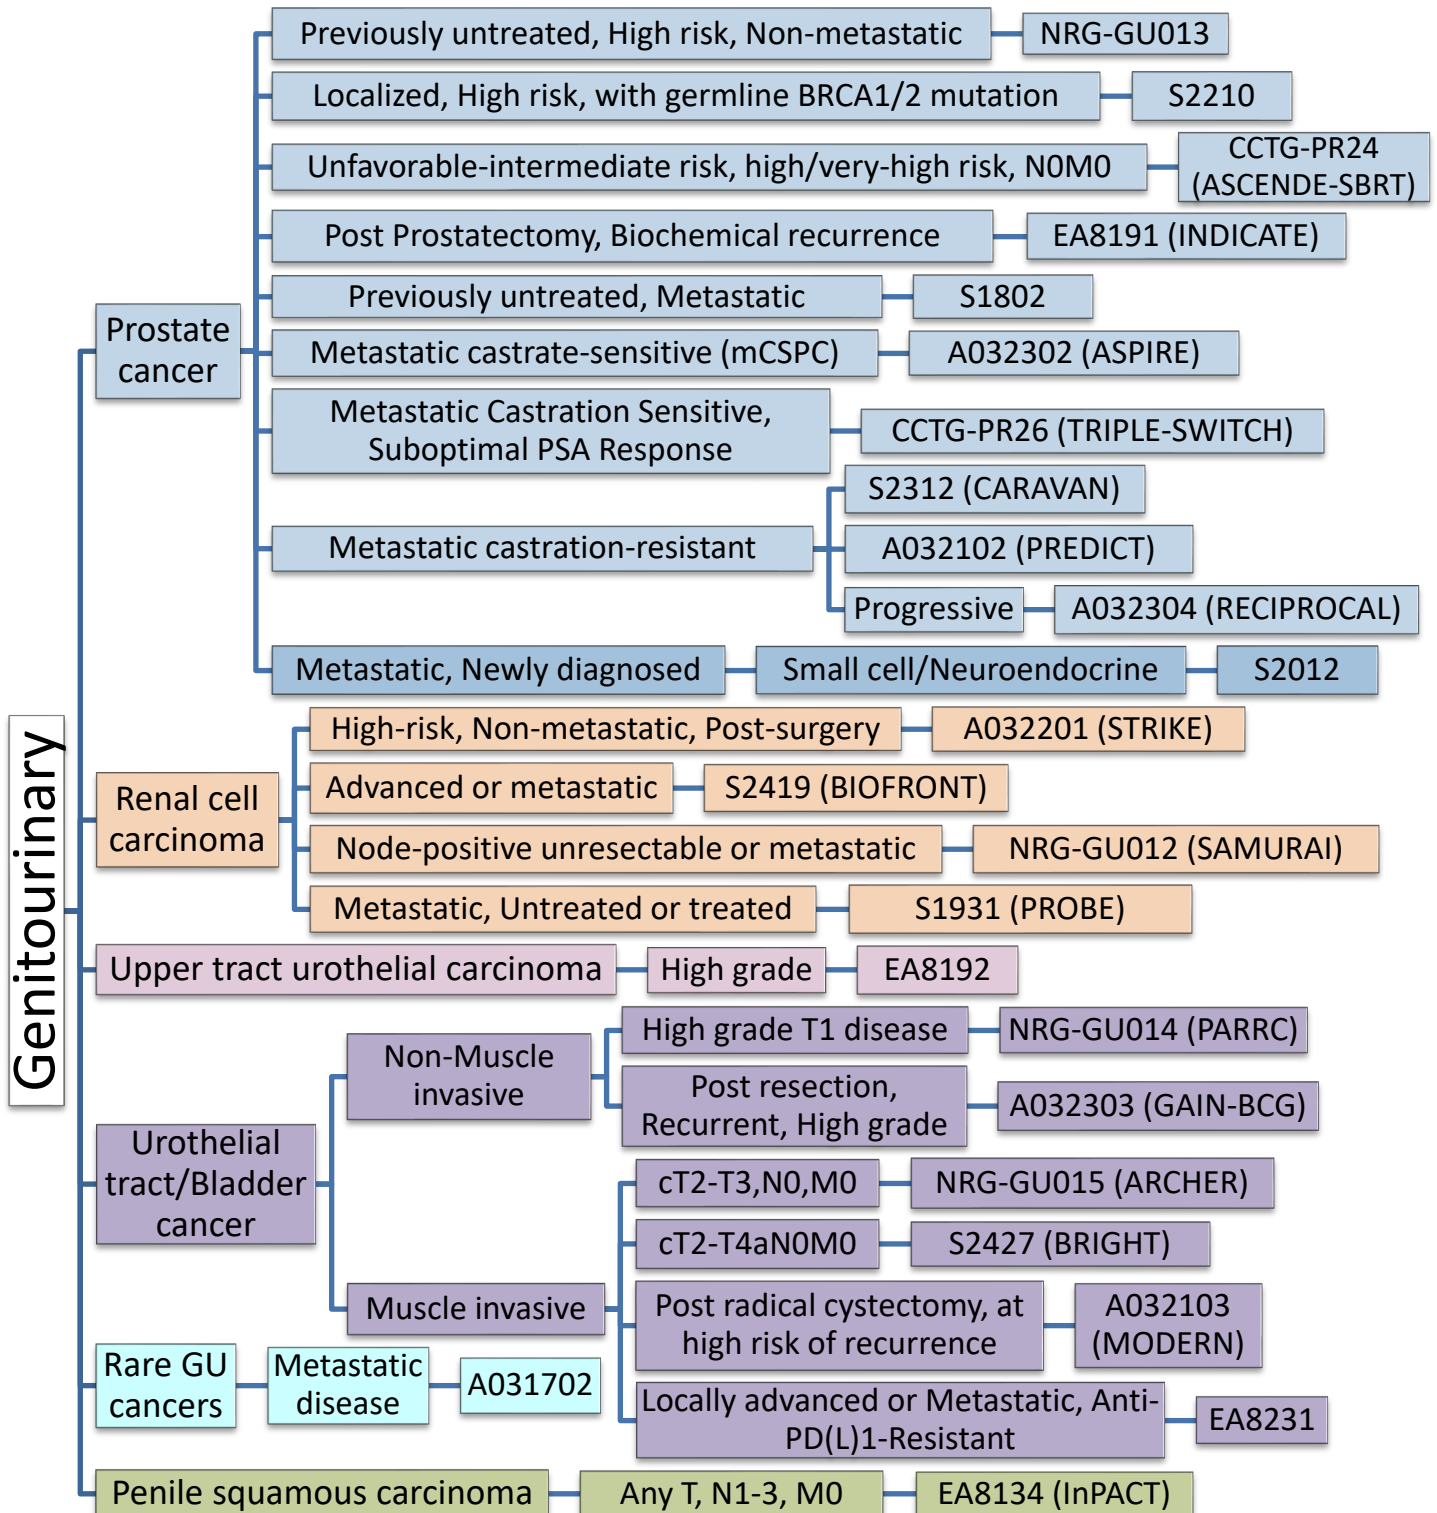 Genitourinary
Prostate
cancer
Previously untreated, High risk, Non-metastatic
NRG-GU013
Localized, High risk, with germline BRCA1/2 mutation
S2210
Unfavorable-intermediate risk, high/very-high risk, N0M0
CCTG-PR24
(ASCENDE-SBRT)
Post Prostatectomy, Biochemical recurrence
EA8191 (INDICATE)
Previously untreated, Metastatic
S1802
Metastatic castrate-sensitive (mCSPC)
A032302 (ASPIRE)
Metastatic Castration Sensitive,
Suboptimal PSA Response
CCTG-PR26 (TRIPLE-SWITCH)
Metastatic castration-resistant
S2312 (CARAVAN)
A032102 (PREDICT)
Progressive
A032304 (RECIPROCAL)
Metastatic, Newly diagnosed
Small cell/Neuroendocrine
S2012
Renal cell
carcinoma
High-risk, Non-metastatic, Post-surgery
A032201 (STRIKE)
Advanced or metastatic
S2419 (BIOFRONT)
Node-positive unresectable or metastatic
NRG-GU012 (SAMURAI)
Metastatic, Untreated or treated
S1931 (PROBE)
Upper tract urothelial carcinoma
High grade
EA8192
Urothelial
tract/Bladder
cancer
Non-Muscle
invasive
High grade T1 disease
NRG-GU014 (PARRC)
Post resection,
Recurrent, High grade
A032303 (GAIN-BCG)
Muscle invasive
cT2-T3,N0,M0
NRG-GU015 (ARCHER)
cT2-T4aN0M0
S2427 (BRIGHT)
Post radical cystectomy, at
high risk of recurrence
A032103
(MODERN)
Locally advanced or Metastatic, Anti-
PD(L)1-Resistant
EA8231
Rare GU
cancers
Metastatic
disease
A031702
Penile squamous carcinoma
Any T, N1-3, M0
EA8134 (InPACT)